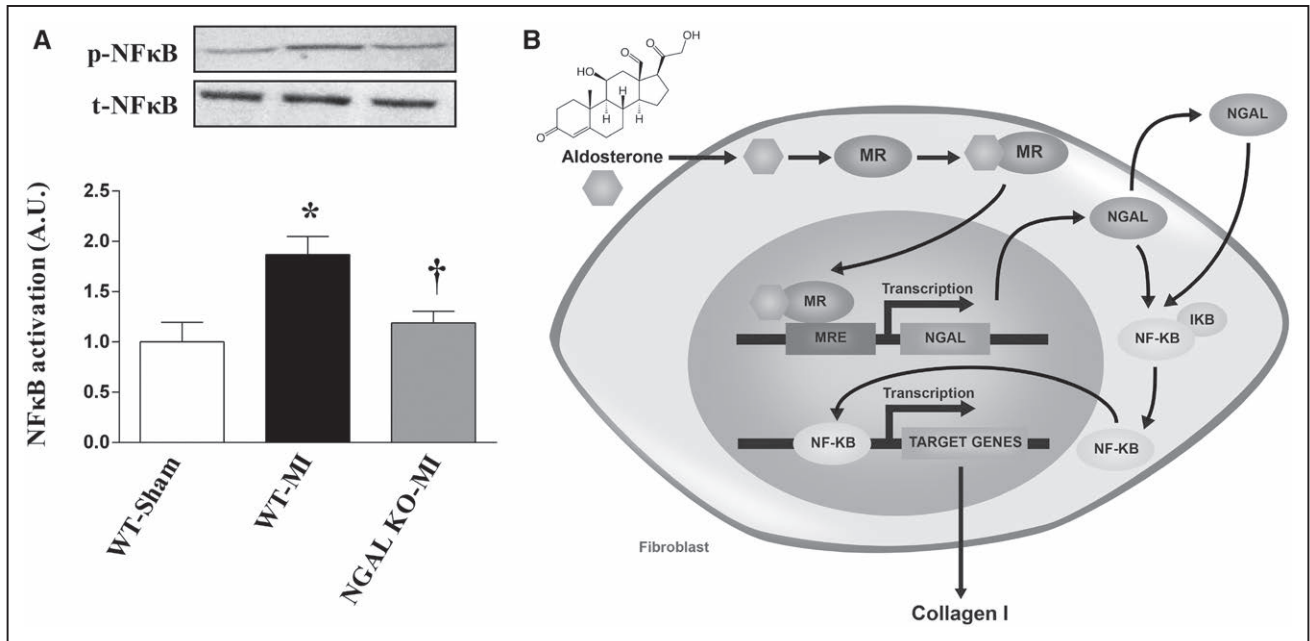 A
p-NFκB
t-NFκB
NFκB activation (A.U.)
2.5
2.0
1.5
1.0
0.5
0.0
*
†
WT-Sham
WT-MI
NGAL KO-MI
B
OH
O
O
HO
H
H
H
O
Aldosterone
MR
MR
NGAL
NGAL
MR
Transcription
MRE
NGAL
IKB
NF-KB
Transcription
NF-KB
TARGET GENES
NF-KB
Fibroblast
Collagen I